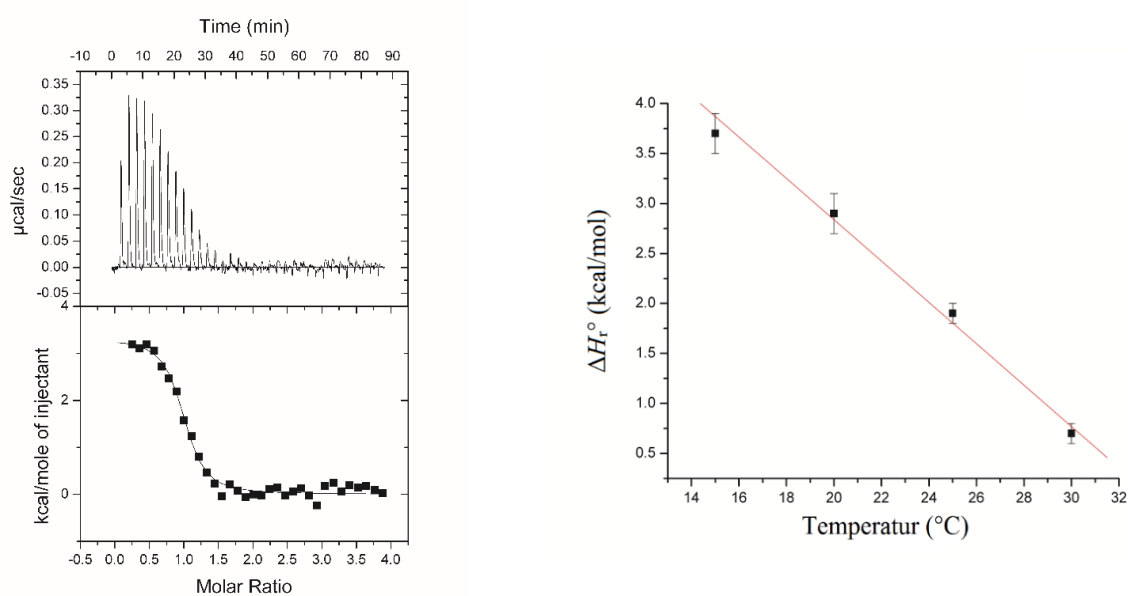 Time (min)
-10 0 10 20 30 40 50 60 70 80 90
0.35
0.30
0.25
0.20
0.15
0.10
0.05
0.00
-0.05
µcal/sec
4
2
0
kcal/mole of injectant
-0.5 0.0 0.5 1.0 1.5 2.0 2.5 3.0 3.5 4.0
Molar Ratio
4.0
3.5
3.0
2.5
2.0
1.5
1.0
0.5
ΔHr° (kcal/mol)
14 16 18 20 22 24 26 28 30 32
Temperatur (°C)